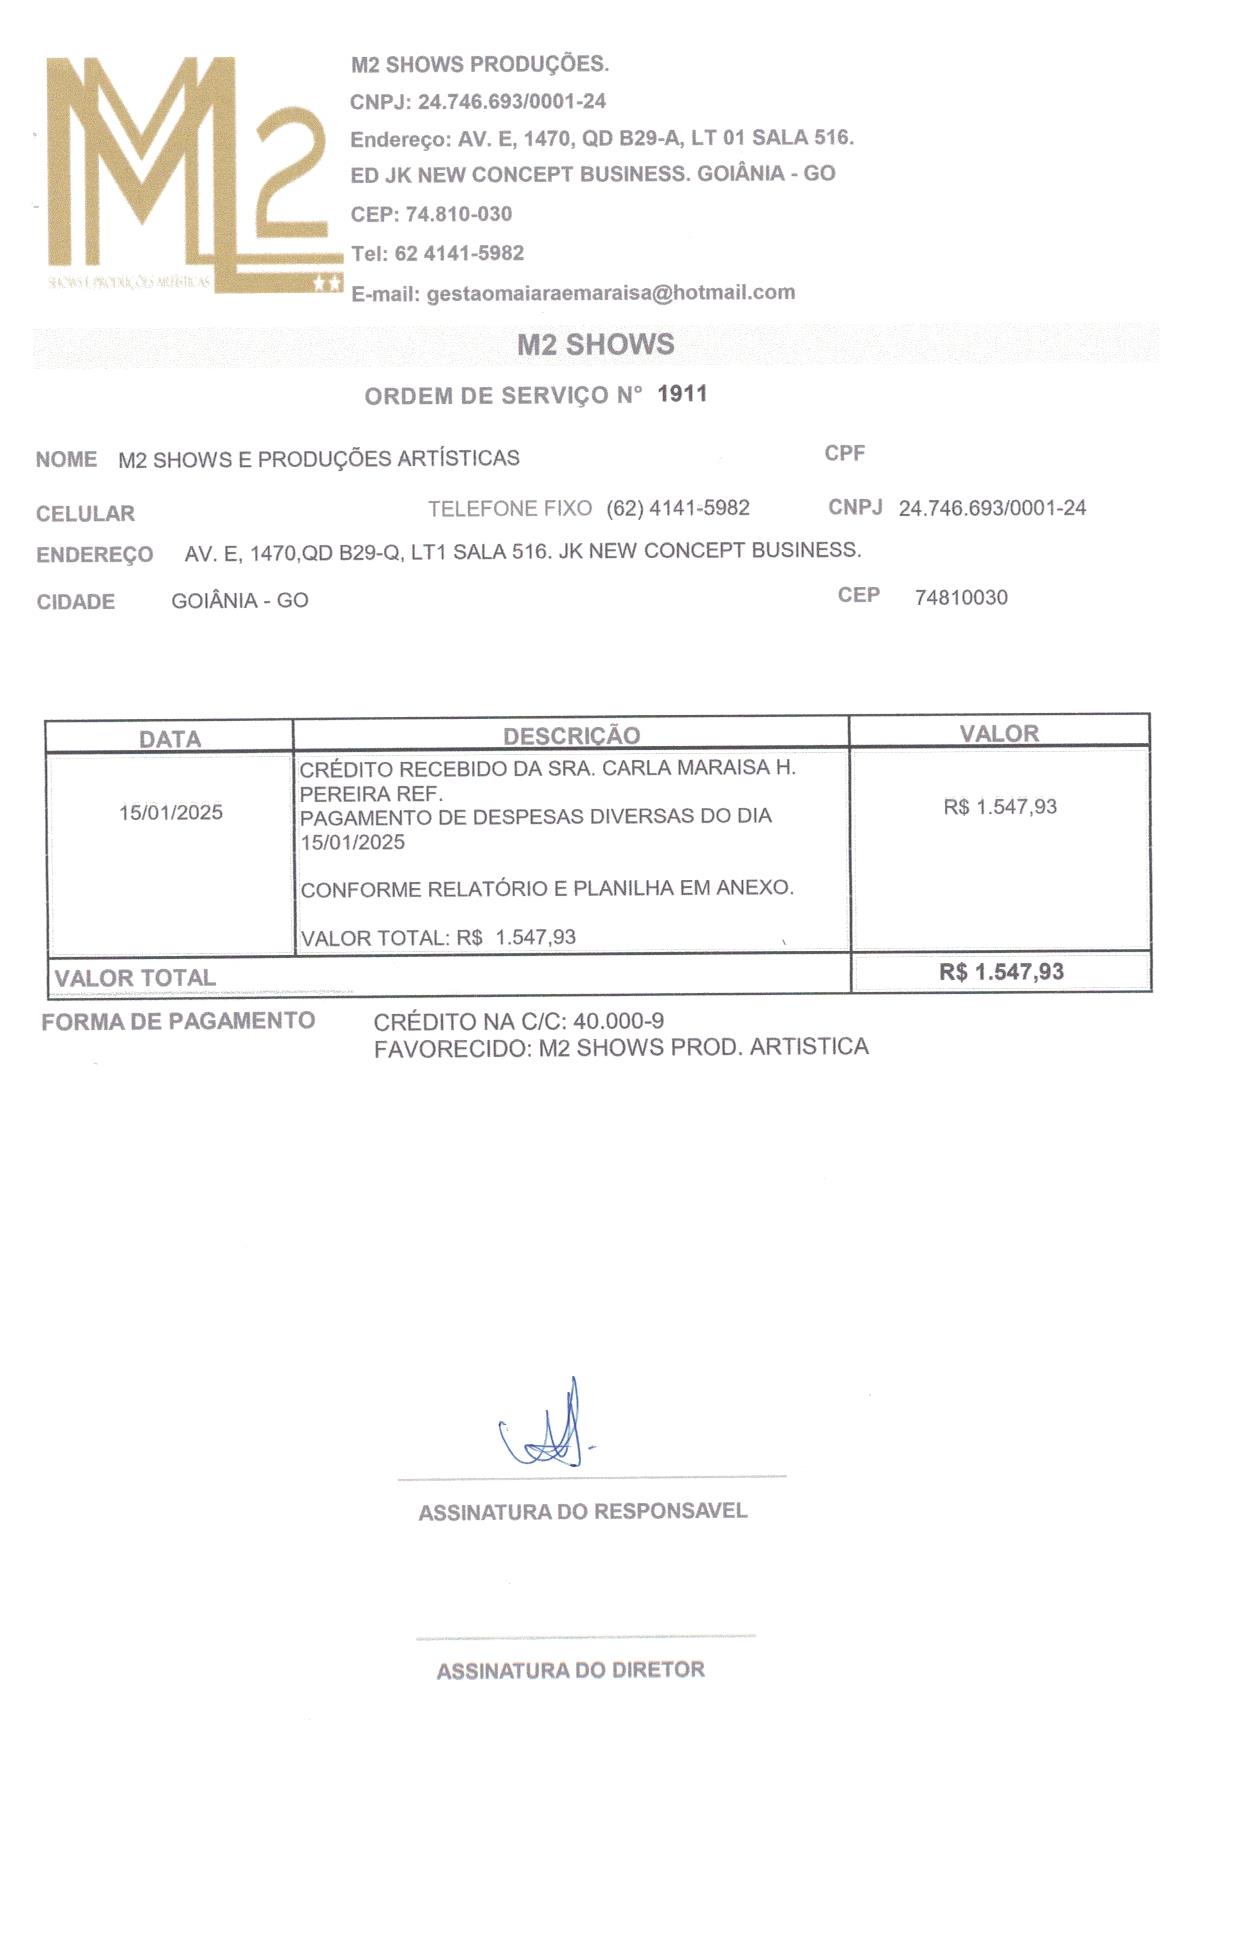 M2 SHOWS PRODUÇÕES.
CNPJ: 24.746.693/0001-24
Endereço: AV. E, 1470, QD B29-A, LT 01 SALA 516.
ED JK NEW CONCEPT BUSINESS. GOIÂNIA - GO
CEP: 74.810-030
Tel: 62 4141-5982
E-mail: gestaomaiaraemaraisa@hotmail.com
M2
SHOWS E PRODUÇÕES ARTÍSTICAS
M2 SHOWS
ORDEM DE SERVIÇO N° 1911
NOME M2 SHOWS E PRODUÇÕES ARTÍSTICAS CPF
CELULAR TELEFONE FIXO (62) 4141-5982 CNPJ 24.746.693/0001-24
ENDEREÇO AV. E, 1470,QD B29-Q, LT1 SALA 516. JK NEW CONCEPT BUSINESS.
CIDADE GOIÂNIA - GO CEP 74810030
DATA DESCRIÇÃO VALOR
CRÉDITO RECEBIDO DA SRA. CARLA MARAISA H.
PEREIRA REF.
15/01/2025 PAGAMENTO DE DESPESAS DIVERSAS DO DIA R$ 1.547,93
15/01/2025
CONFORME RELATÓRIO E PLANILHA EM ANEXO.
VALOR TOTAL: R$ 1.547,93
VALOR TOTAL R$ 1.547,93
FORMA DE PAGAMENTO CRÉDITO NA C/C: 40.000-9
FAVORECIDO: M2 SHOWS PROD. ARTISTICA
ASSINATURA DO RESPONSAVEL
ASSINATURA DO DIRETOR